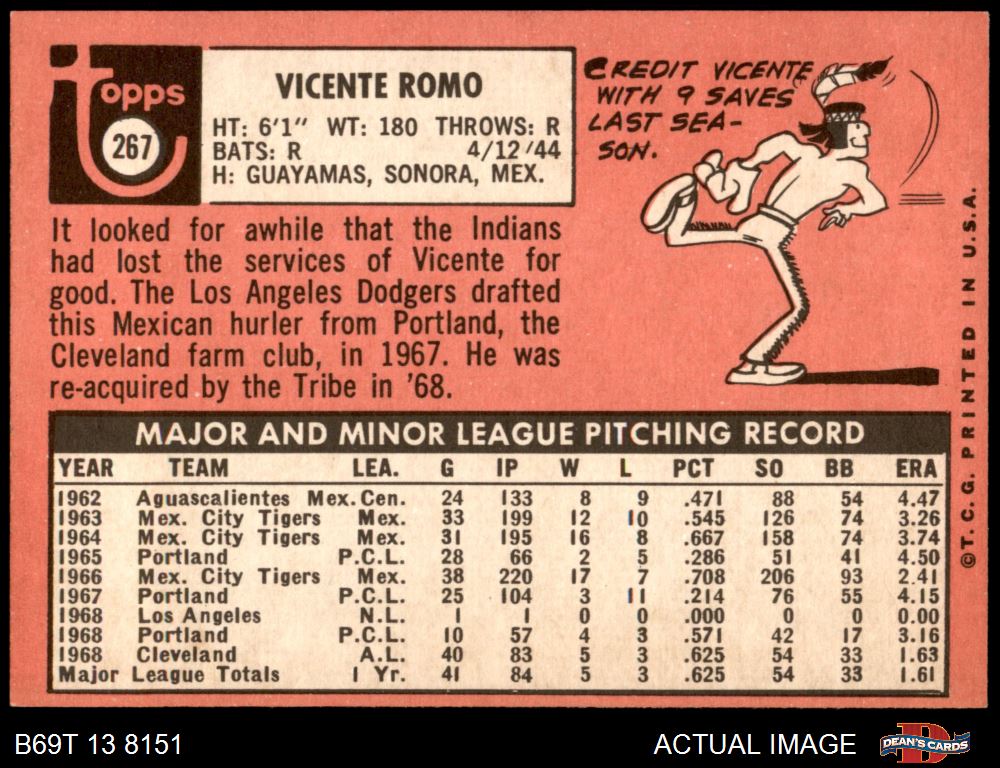 topps
267
VICENTE ROMO
HT: 6'1" WT: 180 THROWS: R
BATS: R 4/12/44
H: GUAYAMAS, SONORA, MEX.
CREDIT VICENTE
WITH 9 SAVES
LAST SEA-
SON.
It looked for awhile that the Indians
had lost the services of Vicente for
good. The Los Angeles Dodgers drafted
this Mexican hurler from Portland, the
Cleveland farm club, in 1967. He was
re-acquired by the Tribe in '68.
©T.C.G. PRINTED IN U.S.A.
MAJOR AND MINOR LEAGUE PITCHING RECORD
YEAR TEAM LEA. G IP W L PCT SO BB ERA
1962 Aguascalientes Mex. Cen. 24 133 8 9 .471 88 54 4.47
1963 Mex. City Tigers Mex. 33 199 12 10 .545 126 74 3.26
1964 Mex. City Tigers Mex. 31 195 16 8 .667 158 74 3.74
1965 Portland P.C.L. 28 66 2 5 .286 51 41 4.50
1966 Mex. City Tigers Mex. 38 220 17 7 .708 206 93 2.41
1967 Portland P.C.L. 25 104 3 11 .214 76 55 4.15
1968 Los Angeles N.L. 1 1 0 0 .000 0 0 0.00
1968 Portland P.C.L. 10 57 4 3 .571 42 17 3.16
1968 Cleveland A.L. 40 83 5 3 .625 54 33 1.63
Major League Totals 1 Yr. 41 84 5 3 .625 54 33 1.61
B69T 13 8151
ACTUAL IMAGE
DEAN'S CARDS